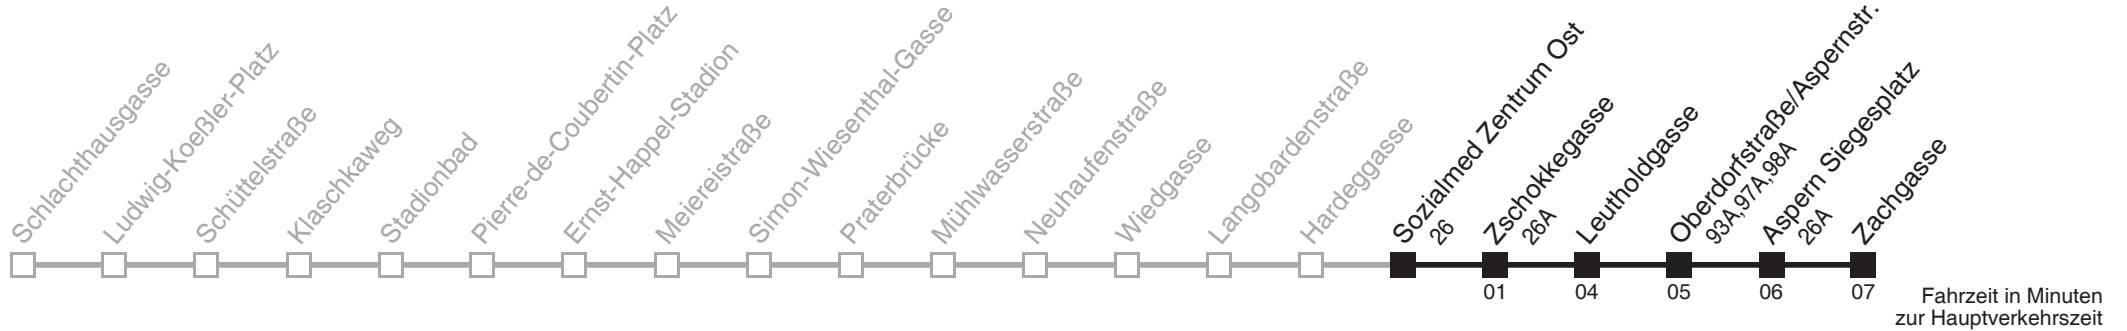 Schlachthausgasse
Ludwig-Koeßler-Platz
Schüttelstraße
Klaschkaweg
Stadionbad
Pierre-de-Coubertin-Platz
Ernst-Happel-Stadion
Meiereistraße
Simon-Wiesenthal-Gasse
Praterbrücke
Mühlwasserstraße
Neuhaufenstraße
Wiedgasse
Langobardenstraße
Hardeggasse
Sozialmed Zentrum Ost
26
Zschokkegasse
26A
Leutholdgasse
Oberdorfstraße/Aspernstr.
93A,97A,98A
Aspern Siegesplatz
26A
Zachgasse
01 04 05 06 07
Fahrzeit in Minuten
zur Hauptverkehrszeit